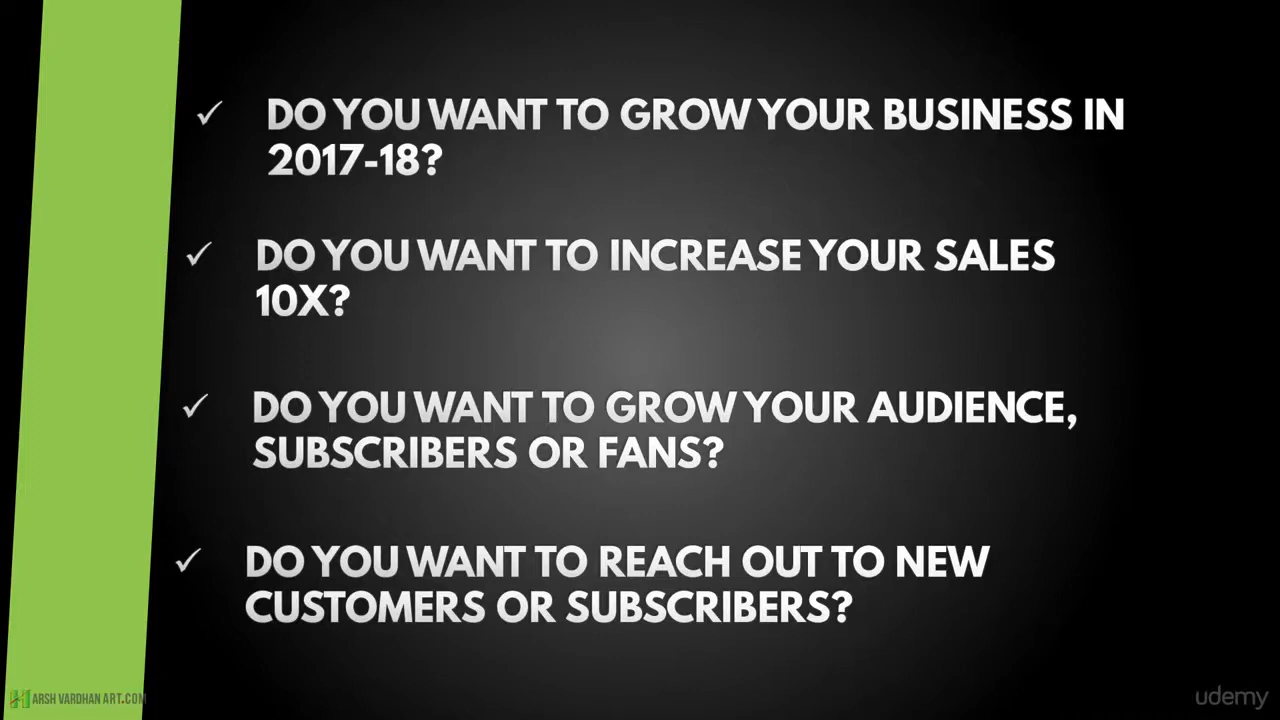 DO YOU WANT TO GROW YOUR BUSINESS IN
2017-18?
DO YOU WANT TO INCREASE YOUR SALES
10X?
DO YOU WANT TO GROW YOUR AUDIENCE,
SUBSCRIBERS OR FANS?
DO YOU WANT TO REACH OUT TO NEW
CUSTOMERS OR SUBSCRIBERS?
HARSH VARDHAN ART.COM
udemy